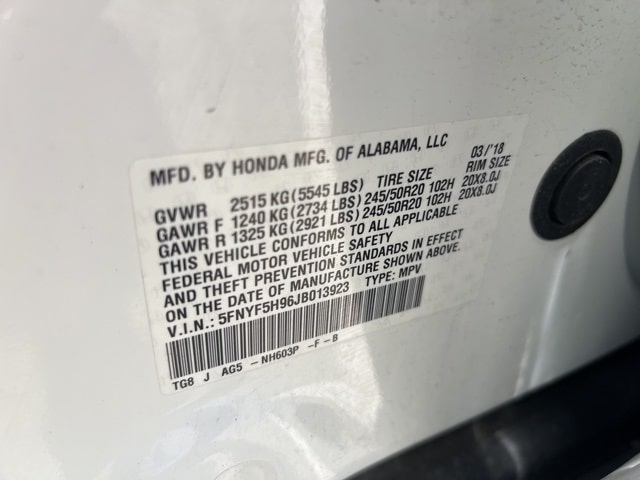 MFD. BY HONDA MFG. OF ALABAMA, LLC 03/'18
GVWR 2515 KG (5545 LBS) TIRE SIZE RIM SIZE
GAWR F 1240 KG (2734 LBS) 245/50R20 102H 20X8.0J
GAWR R 1325 KG (2921 LBS) 245/50R20 102H 20X8.0J
THIS VEHICLE CONFORMS TO ALL APPLICABLE
FEDERAL MOTOR VEHICLE SAFETY
AND THEFT PREVENTION STANDARDS IN EFFECT
ON THE DATE OF MANUFACTURE SHOWN ABOVE.
V.I.N.: 5FNYF5H96JB013923 TYPE: MPV
TG8 J AG5 -NH603P -F-B